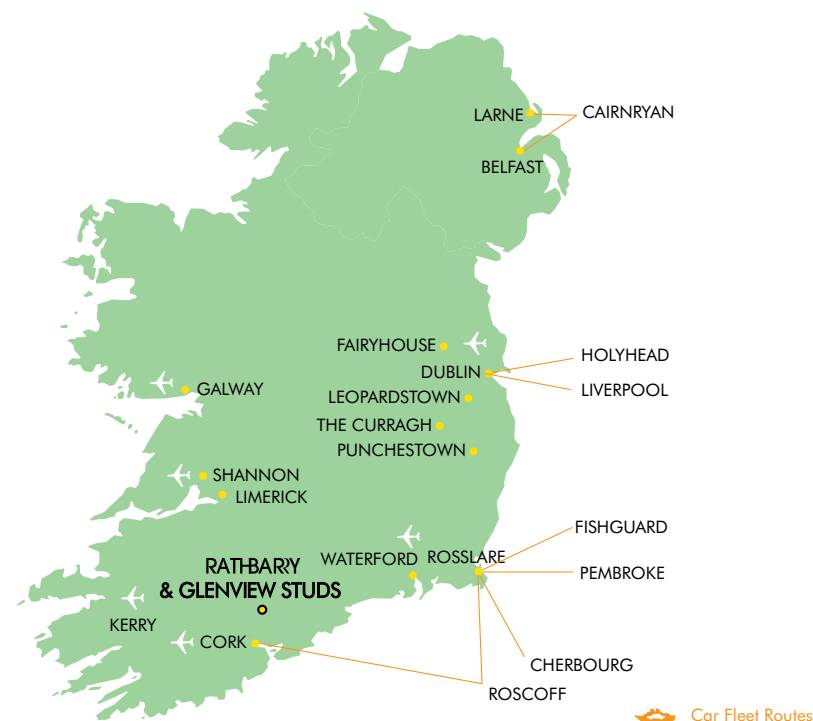 LARNE
CAIRNRYAN
BELFAST
FAIRYHOUSE
HOLYHEAD
DUBLIN
LIVERPOOL
GALWAY
LEOPARDSTOWN
THE CURRAGH
PUNCHESTOWN
SHANNON
LIMERICK
FISHGUARD
WATERFORD
ROSSLARE
RATHBARRY
& GLENVIEW STUDS
PEMBROKE
KERRY
CORK
CHERBOURG
ROSCOFF
Car Fleet Routes